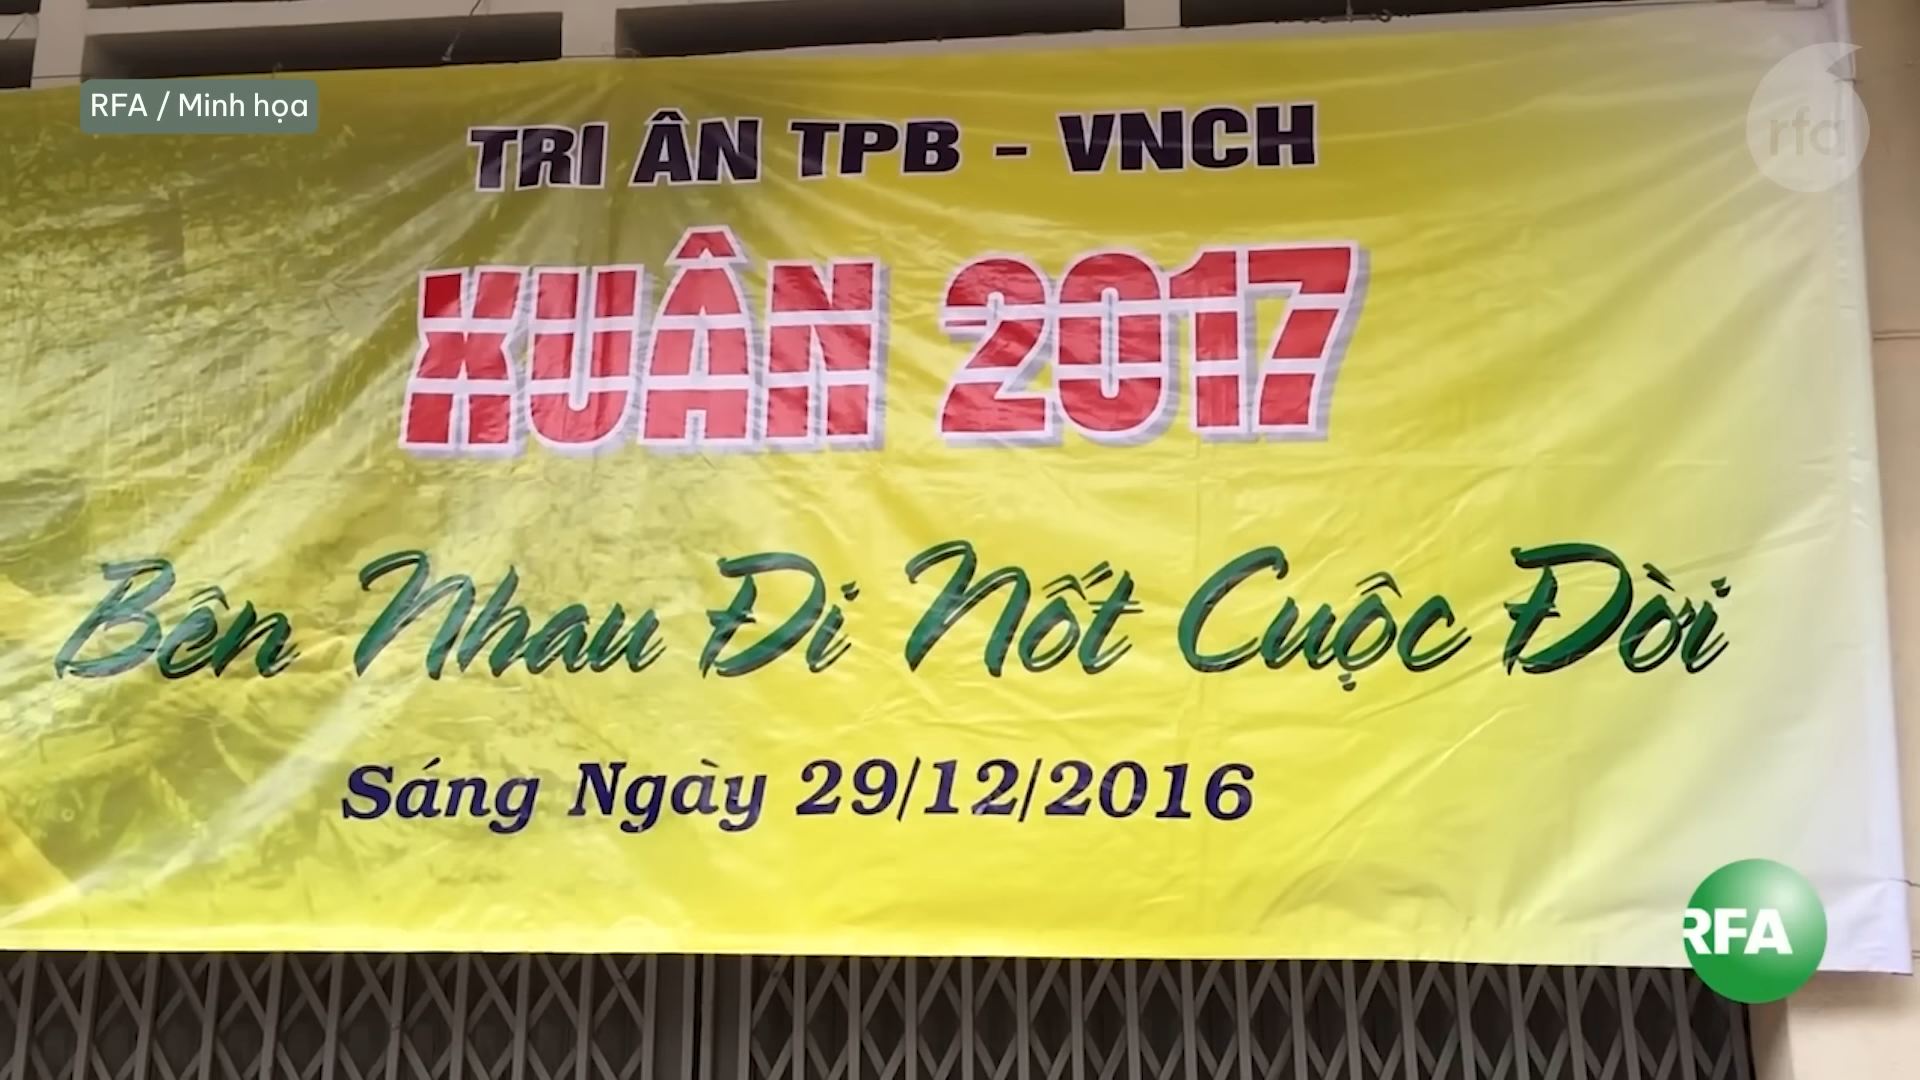 RFA / Minh họa
rfa
TRI ÂN TPB - VNCH
XUÂN 2017
Bên Nhau Đi Nốt Cuộc Đời
Sáng Ngày 29/12/2016
RFA